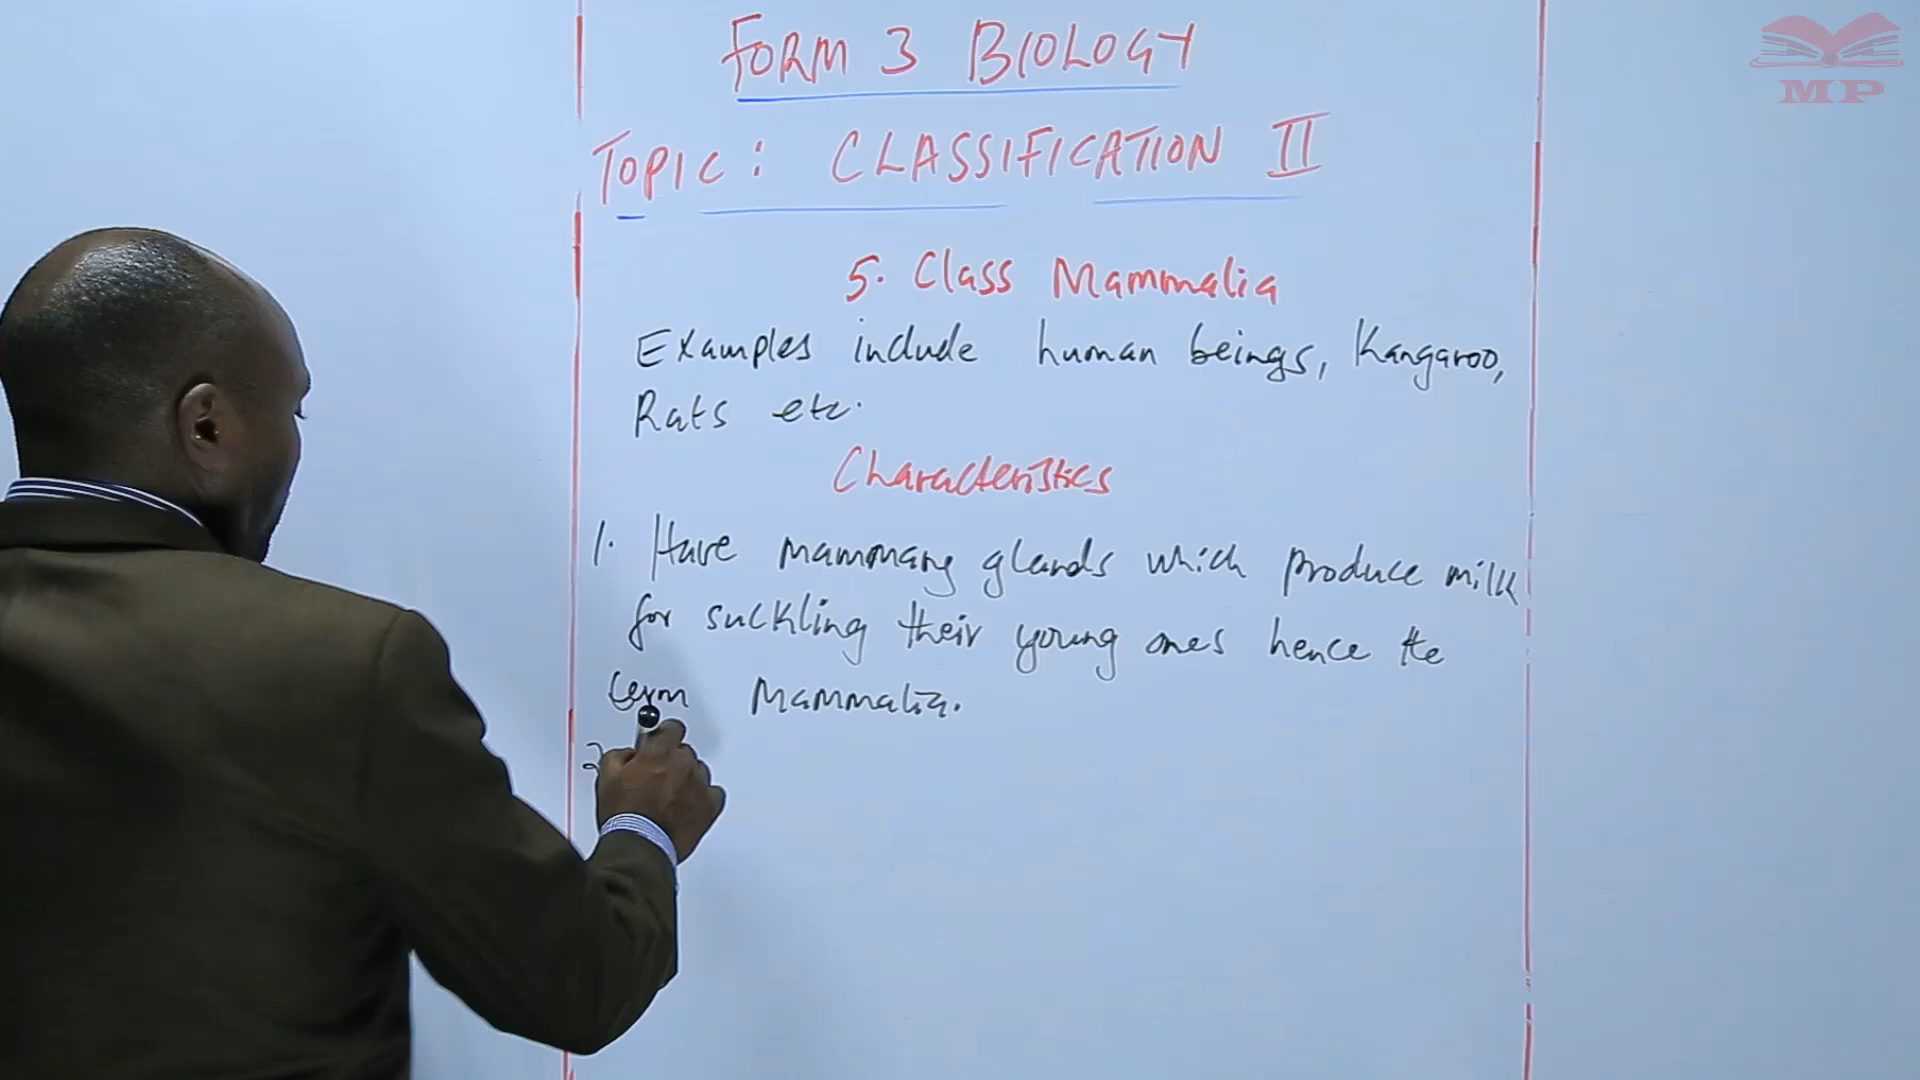 FORM 3 BIOLOGY
MP
TOPIC: CLASSIFICATION II
5. Class Mammalia
Examples include human beings, Kangaroo,
Rats etc.
Characteristics
1. Have mammary glands which produce milk
for suckling their young ones hence the
term Mammalia.
2